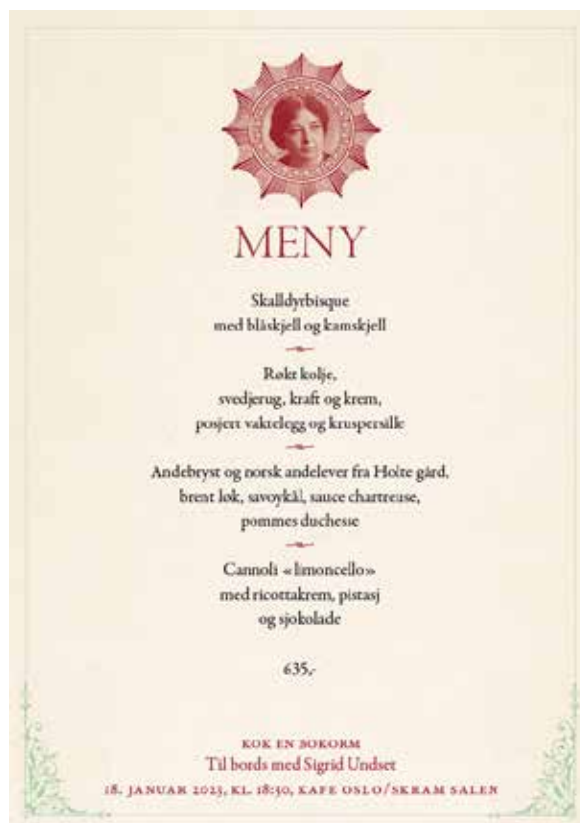 MENY
Skalldyrbisque
med blåskjell og kamskjell
Røkt kolje,
svedjerug, kraft og krem,
posjert vaktelegg og kruspersille
Andebryst og norsk andelever fra Holte gård,
brent løk, savoykål, sauce chartreuse,
pommes duchesse
Cannoli «limoncello»
med ricottakrem, pistasj
og sjokolade
635,-
KOK EN BOKORM
Til bords med Sigrid Undset
18. JANUAR 2023, KL. 18:30, KAFE OSLO/SKRAM SALEN